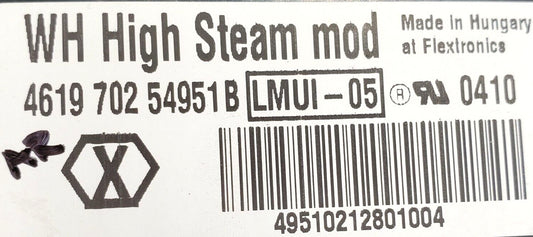 WH High Steam mod
Made in Hungary
at Flextronics
4619 702 54951 B LMUI-05 ® 0410
X
49510212801004